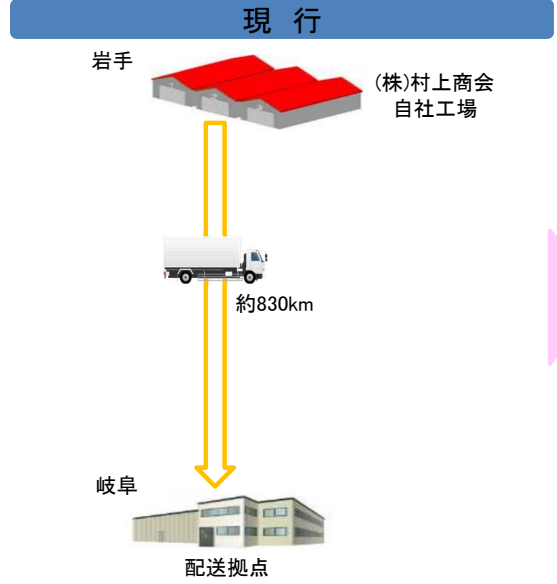 現 行
岩手
(株)村上商会
自社工場
約830km
岐阜
配送拠点